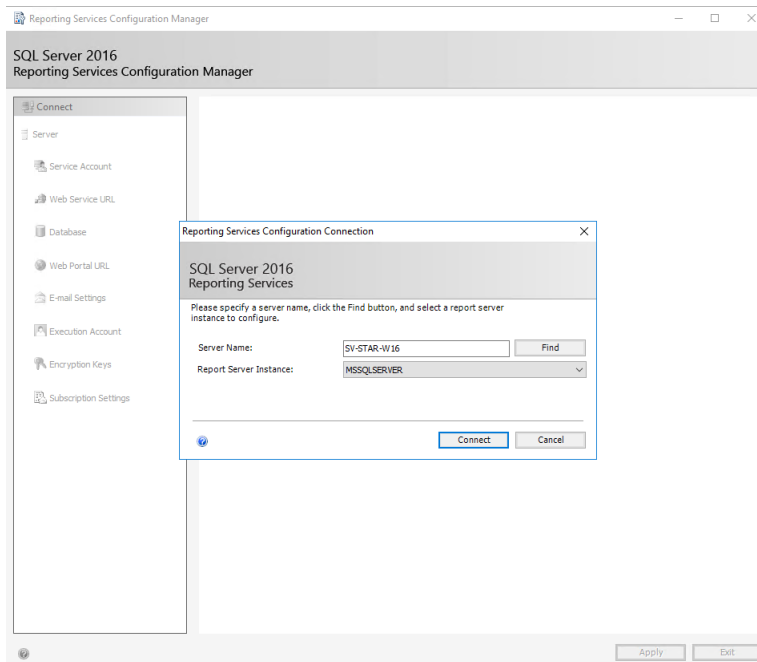 Reporting Services Configuration Manager
SQL Server 2016
Reporting Services Configuration Manager
Connect
Server
Service Account
Web Service URL
Database
Web Portal URL
E-mail Settings
Execution Account
Encryption Keys
Subscription Settings
Reporting Services Configuration Connection
SQL Server 2016
Reporting Services
Please specify a server name, click the Find button, and select a report server
instance to configure.
Server Name:
SV-STAR-W16
Find
Report Server Instance:
MSSQLSERVER
Connect
Cancel
Apply
Exit